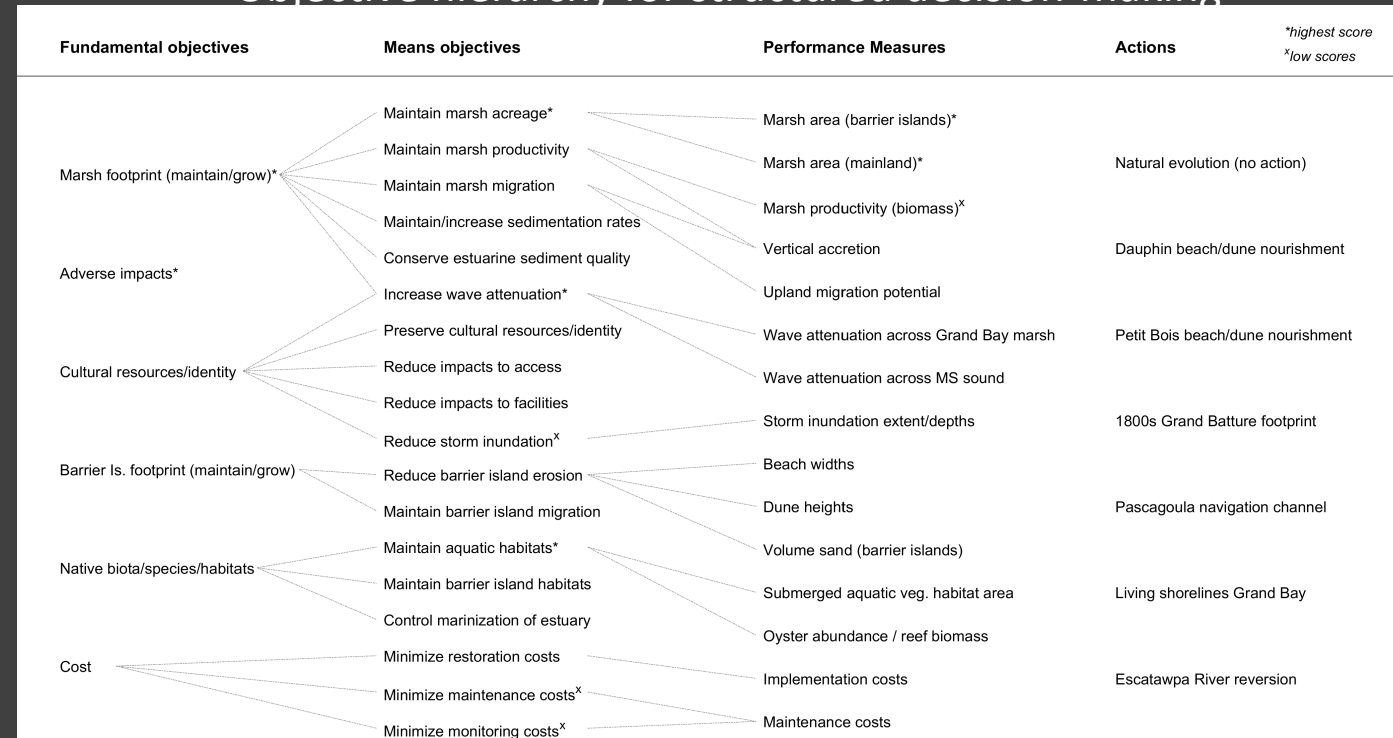 Objective hierarchy for structured decision-making
Fundamental objectives
Means objectives
Performance Measures
Actions
*highest score
xlow scores
Marsh footprint (maintain/grow)*
Adverse impacts*
Cultural resources/identity
Barrier Is. footprint (maintain/grow)
Native biota/species/habitats
Cost
Maintain marsh acreage*
Maintain marsh productivity
Maintain marsh migration
Maintain/increase sedimentation rates
Conserve estuarine sediment quality
Increase wave attenuation*
Preserve cultural resources/identity
Reduce impacts to access
Reduce impacts to facilities
Reduce storm inundationx
Reduce barrier island erosion
Maintain barrier island migration
Maintain aquatic habitats*
Maintain barrier island habitats
Control marinization of estuary
Minimize restoration costs
Minimize maintenance costsx
Minimize monitoring costsx
Marsh area (barrier islands)*
Marsh area (mainland)*
Marsh productivity (biomass)x
Vertical accretion
Upland migration potential
Wave attenuation across Grand Bay marsh
Wave attenuation across MS sound
Storm inundation extent/depths
Beach widths
Dune heights
Volume sand (barrier islands)
Submerged aquatic veg. habitat area
Oyster abundance / reef biomass
Implementation costs
Maintenance costs
Natural evolution (no action)
Dauphin beach/dune nourishment
Petit Bois beach/dune nourishment
1800s Grand Batture footprint
Pascagoula navigation channel
Living shorelines Grand Bay
Escatawpa River reversion